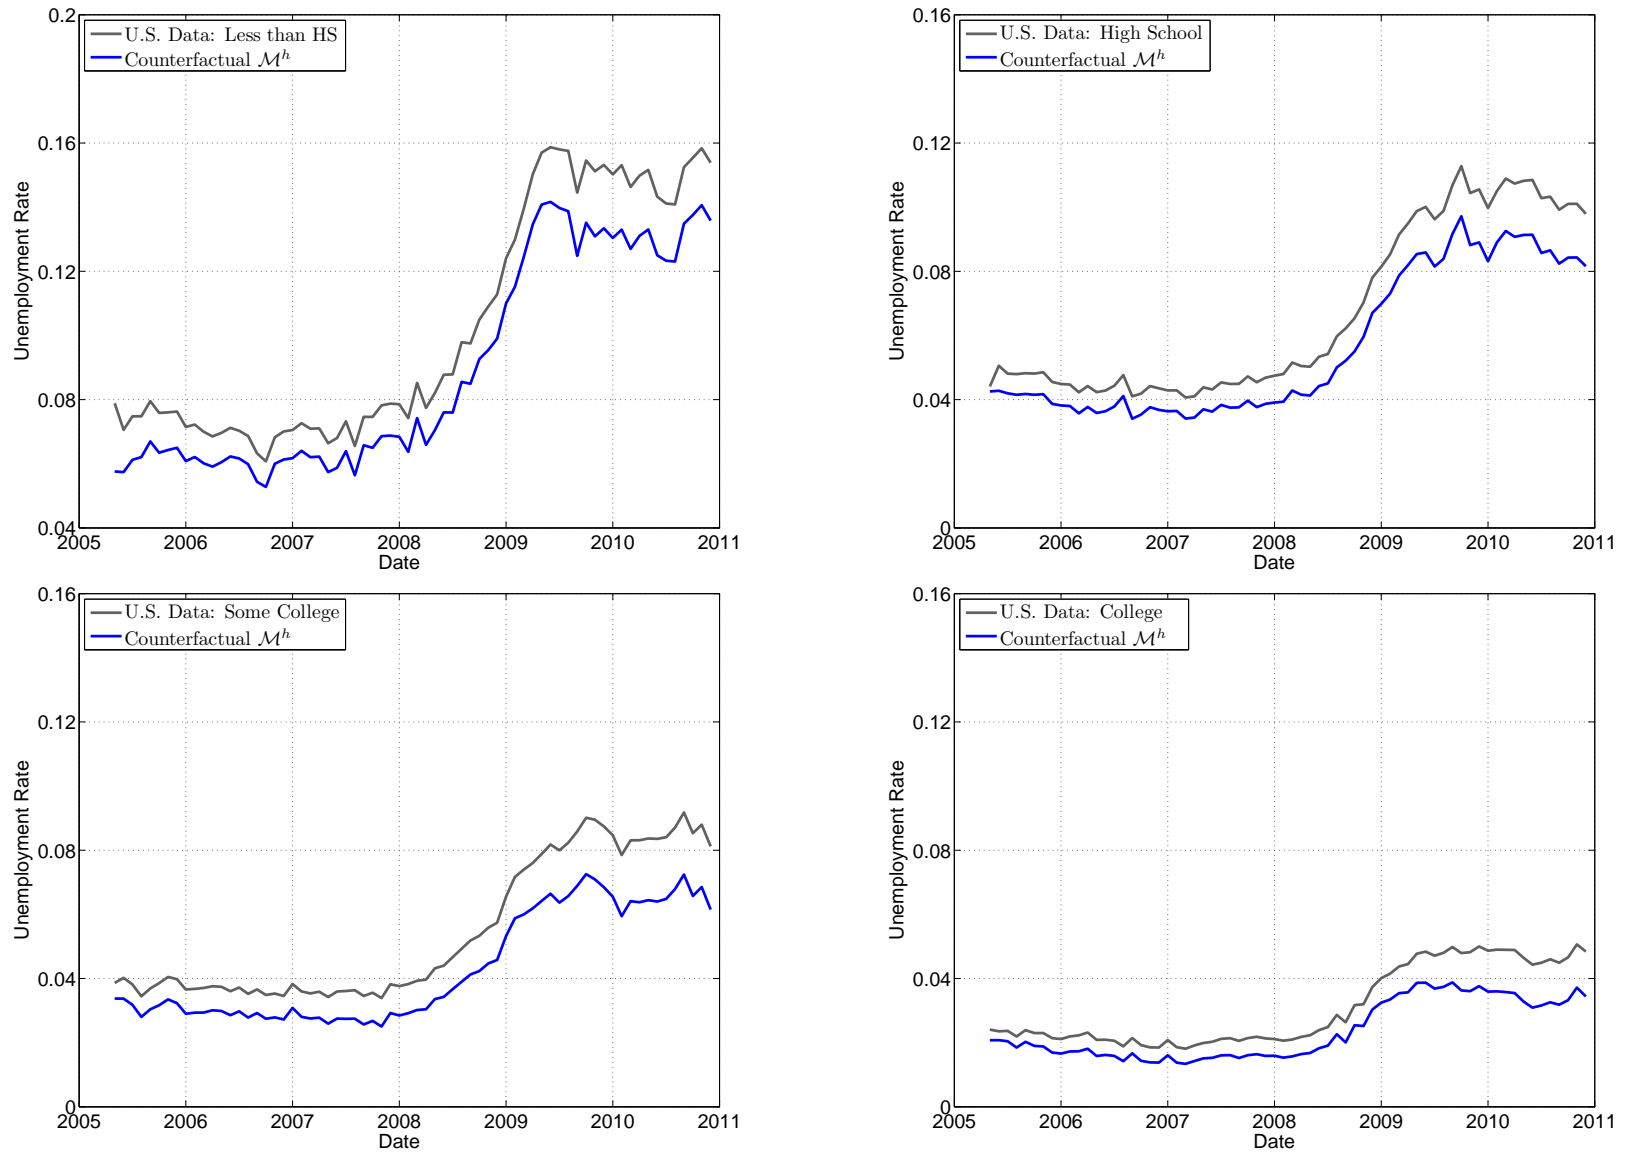 0.2
0.16
0.12
0.08
0.04
Unemployment Rate
U.S. Data: Less than HS
Counterfactual 𝓜ʰ
2005 2006 2007 2008 2009 2010 2011
Date
0.16
0.12
0.08
0.04
0
Unemployment Rate
U.S. Data: High School
Counterfactual 𝓜ʰ
2005 2006 2007 2008 2009 2010 2011
Date
0.16
0.12
0.08
0.04
0
Unemployment Rate
U.S. Data: Some College
Counterfactual 𝓜ʰ
2005 2006 2007 2008 2009 2010 2011
Date
0.16
0.12
0.08
0.04
0
Unemployment Rate
U.S. Data: College
Counterfactual 𝓜ʰ
2005 2006 2007 2008 2009 2010 2011
Date